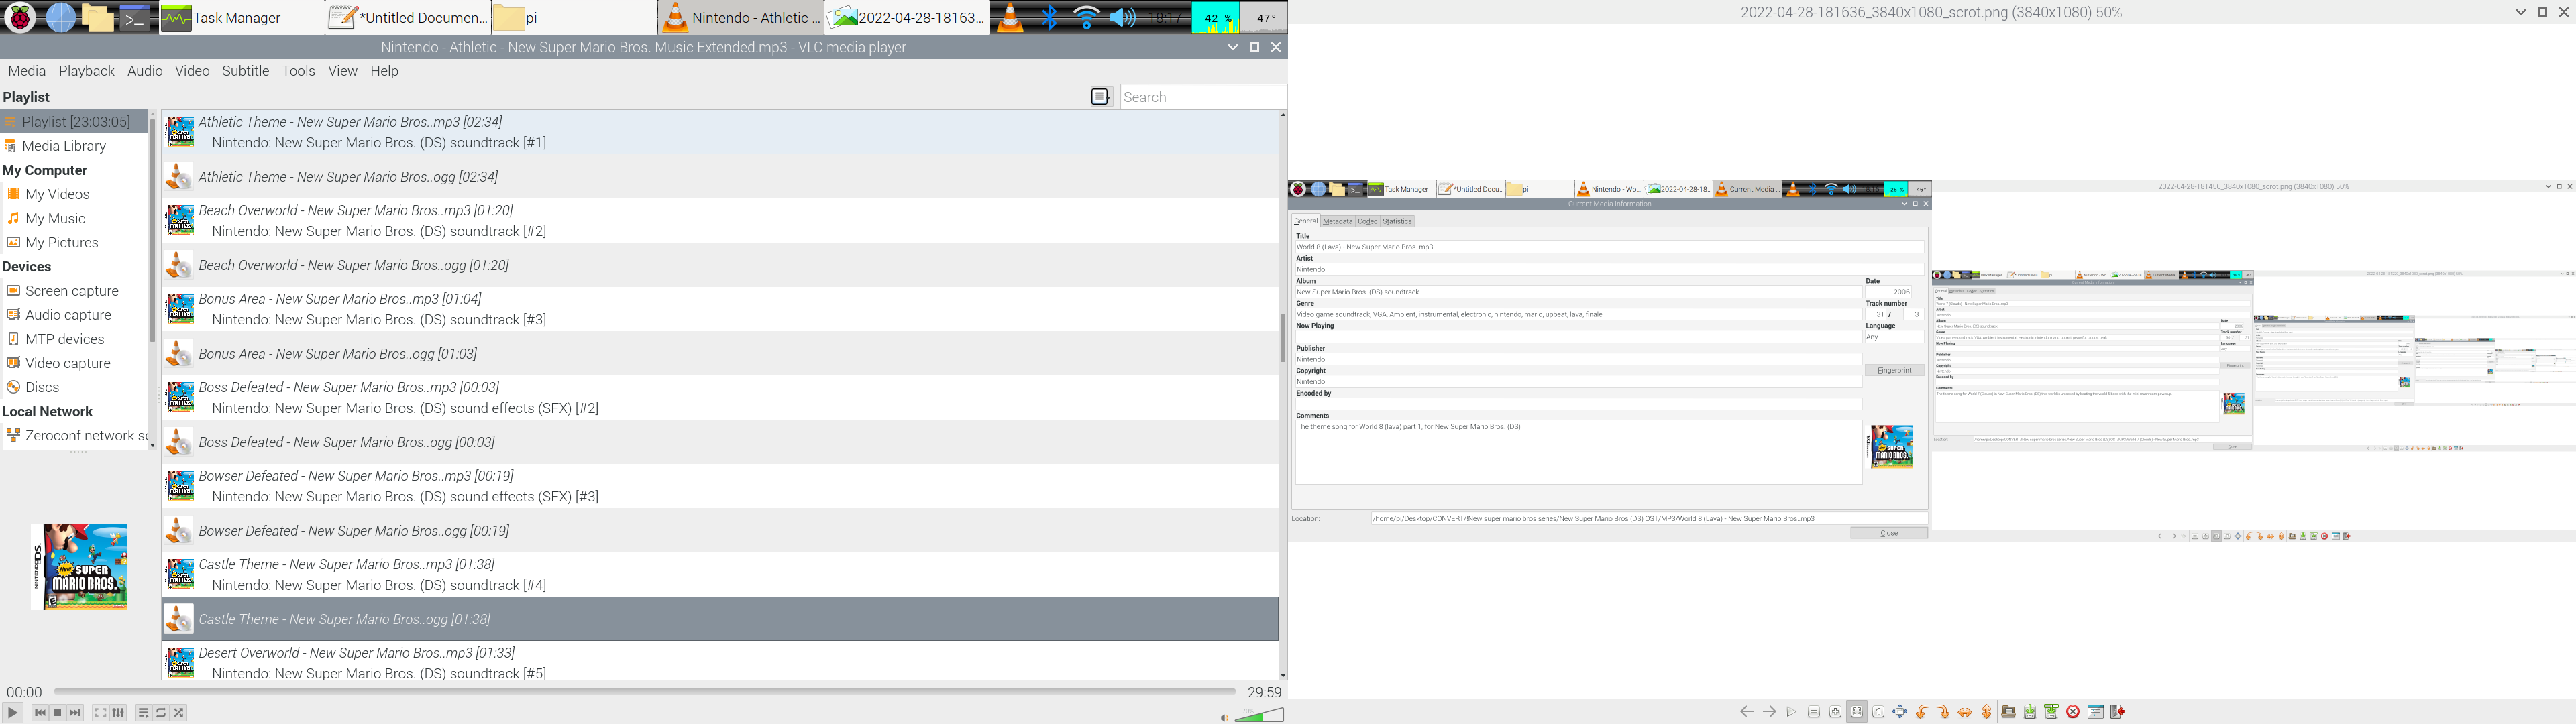 Task Manager
*Untitled Documen...
pi
Nintendo - Athletic ...
2022-04-28-18163...
18:17
42 %
47°
Nintendo - Athletic - New Super Mario Bros. Music Extended.mp3 - VLC media player
Media Playback Audio Video Subtitle Tools View Help
Playlist
Search
Playlist [23:03:05]
Media Library
My Computer
My Videos
My Music
My Pictures
Devices
Screen capture
Audio capture
MTP devices
Video capture
Discs
Local Network
Zeroconf network se
NINTENDO DS
New SUPER
MARIO BROS.
Athletic Theme - New Super Mario Bros..mp3 [02:34]
Nintendo: New Super Mario Bros. (DS) soundtrack [#1]
Athletic Theme - New Super Mario Bros..ogg [02:34]
Beach Overworld - New Super Mario Bros..mp3 [01:20]
Nintendo: New Super Mario Bros. (DS) soundtrack [#2]
Beach Overworld - New Super Mario Bros..ogg [01:20]
Bonus Area - New Super Mario Bros..mp3 [01:04]
Nintendo: New Super Mario Bros. (DS) soundtrack [#3]
Bonus Area - New Super Mario Bros..ogg [01:03]
Boss Defeated - New Super Mario Bros..mp3 [00:03]
Nintendo: New Super Mario Bros. (DS) sound effects (SFX) [#2]
Boss Defeated - New Super Mario Bros..ogg [00:03]
Bowser Defeated - New Super Mario Bros..mp3 [00:19]
Nintendo: New Super Mario Bros. (DS) sound effects (SFX) [#3]
Bowser Defeated - New Super Mario Bros..ogg [00:19]
Castle Theme - New Super Mario Bros..mp3 [01:38]
Nintendo: New Super Mario Bros. (DS) soundtrack [#4]
Castle Theme - New Super Mario Bros..ogg [01:38]
Desert Overworld - New Super Mario Bros..mp3 [01:33]
Nintendo: New Super Mario Bros. (DS) soundtrack [#5]
00:00
29:59
70%
2022-04-28-181636_3840x1080_scrot.png (3840x1080) 50%
Task Manager
*Untitled Docu...
pi
Nintendo - Wo...
2022-04-28-18...
Current Media ...
25 %
46°
Current Media Information
2022-04-28-181450_3840x1080_scrot.png (3840x1080) 50%
General Metadata Codec Statistics
Title
World 8 (Lava) - New Super Mario Bros..mp3
Artist
Nintendo
Album
Date
New Super Mario Bros. (DS) soundtrack
2006
Genre
Track number
Video game soundtrack, VGA, Ambient, instrumental, electronic, nintendo, mario, upbeat, lava, finale
31 / 31
Now Playing
Language
Any
Publisher
Nintendo
Copyright
Fingerprint
Nintendo
Encoded by
Comments
The theme song for World 8 (lava) part 1, for New Super Mario Bros. (DS)
SUPER
MARIO BROS.
Location:
/home/pi/Desktop/CONVERT/!New super mario bros series/New Super Mario Bros (DS) OST/MP3/World 8 (Lava) - New Super Mario Bros..mp3
Close